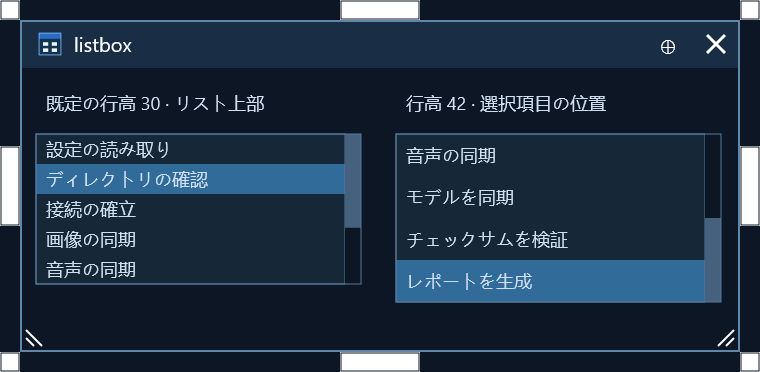 listbox
既定の行高 30 · リスト上部
設定の読み取り
ディレクトリの確認
接続の確立
画像の同期
音声の同期
行高 42 · 選択項目の位置
音声の同期
モデルを同期
チェックサムを検証
レポートを生成